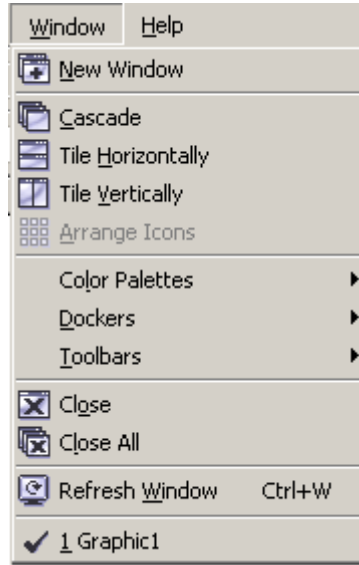 Window Help
New Window
Cascade
Tile Horizontally
Tile Vertically
Arrange Icons
Color Palettes
Dockers
Toolbars
Close
Close All
Refresh Window Ctrl+W
1 Graphic1